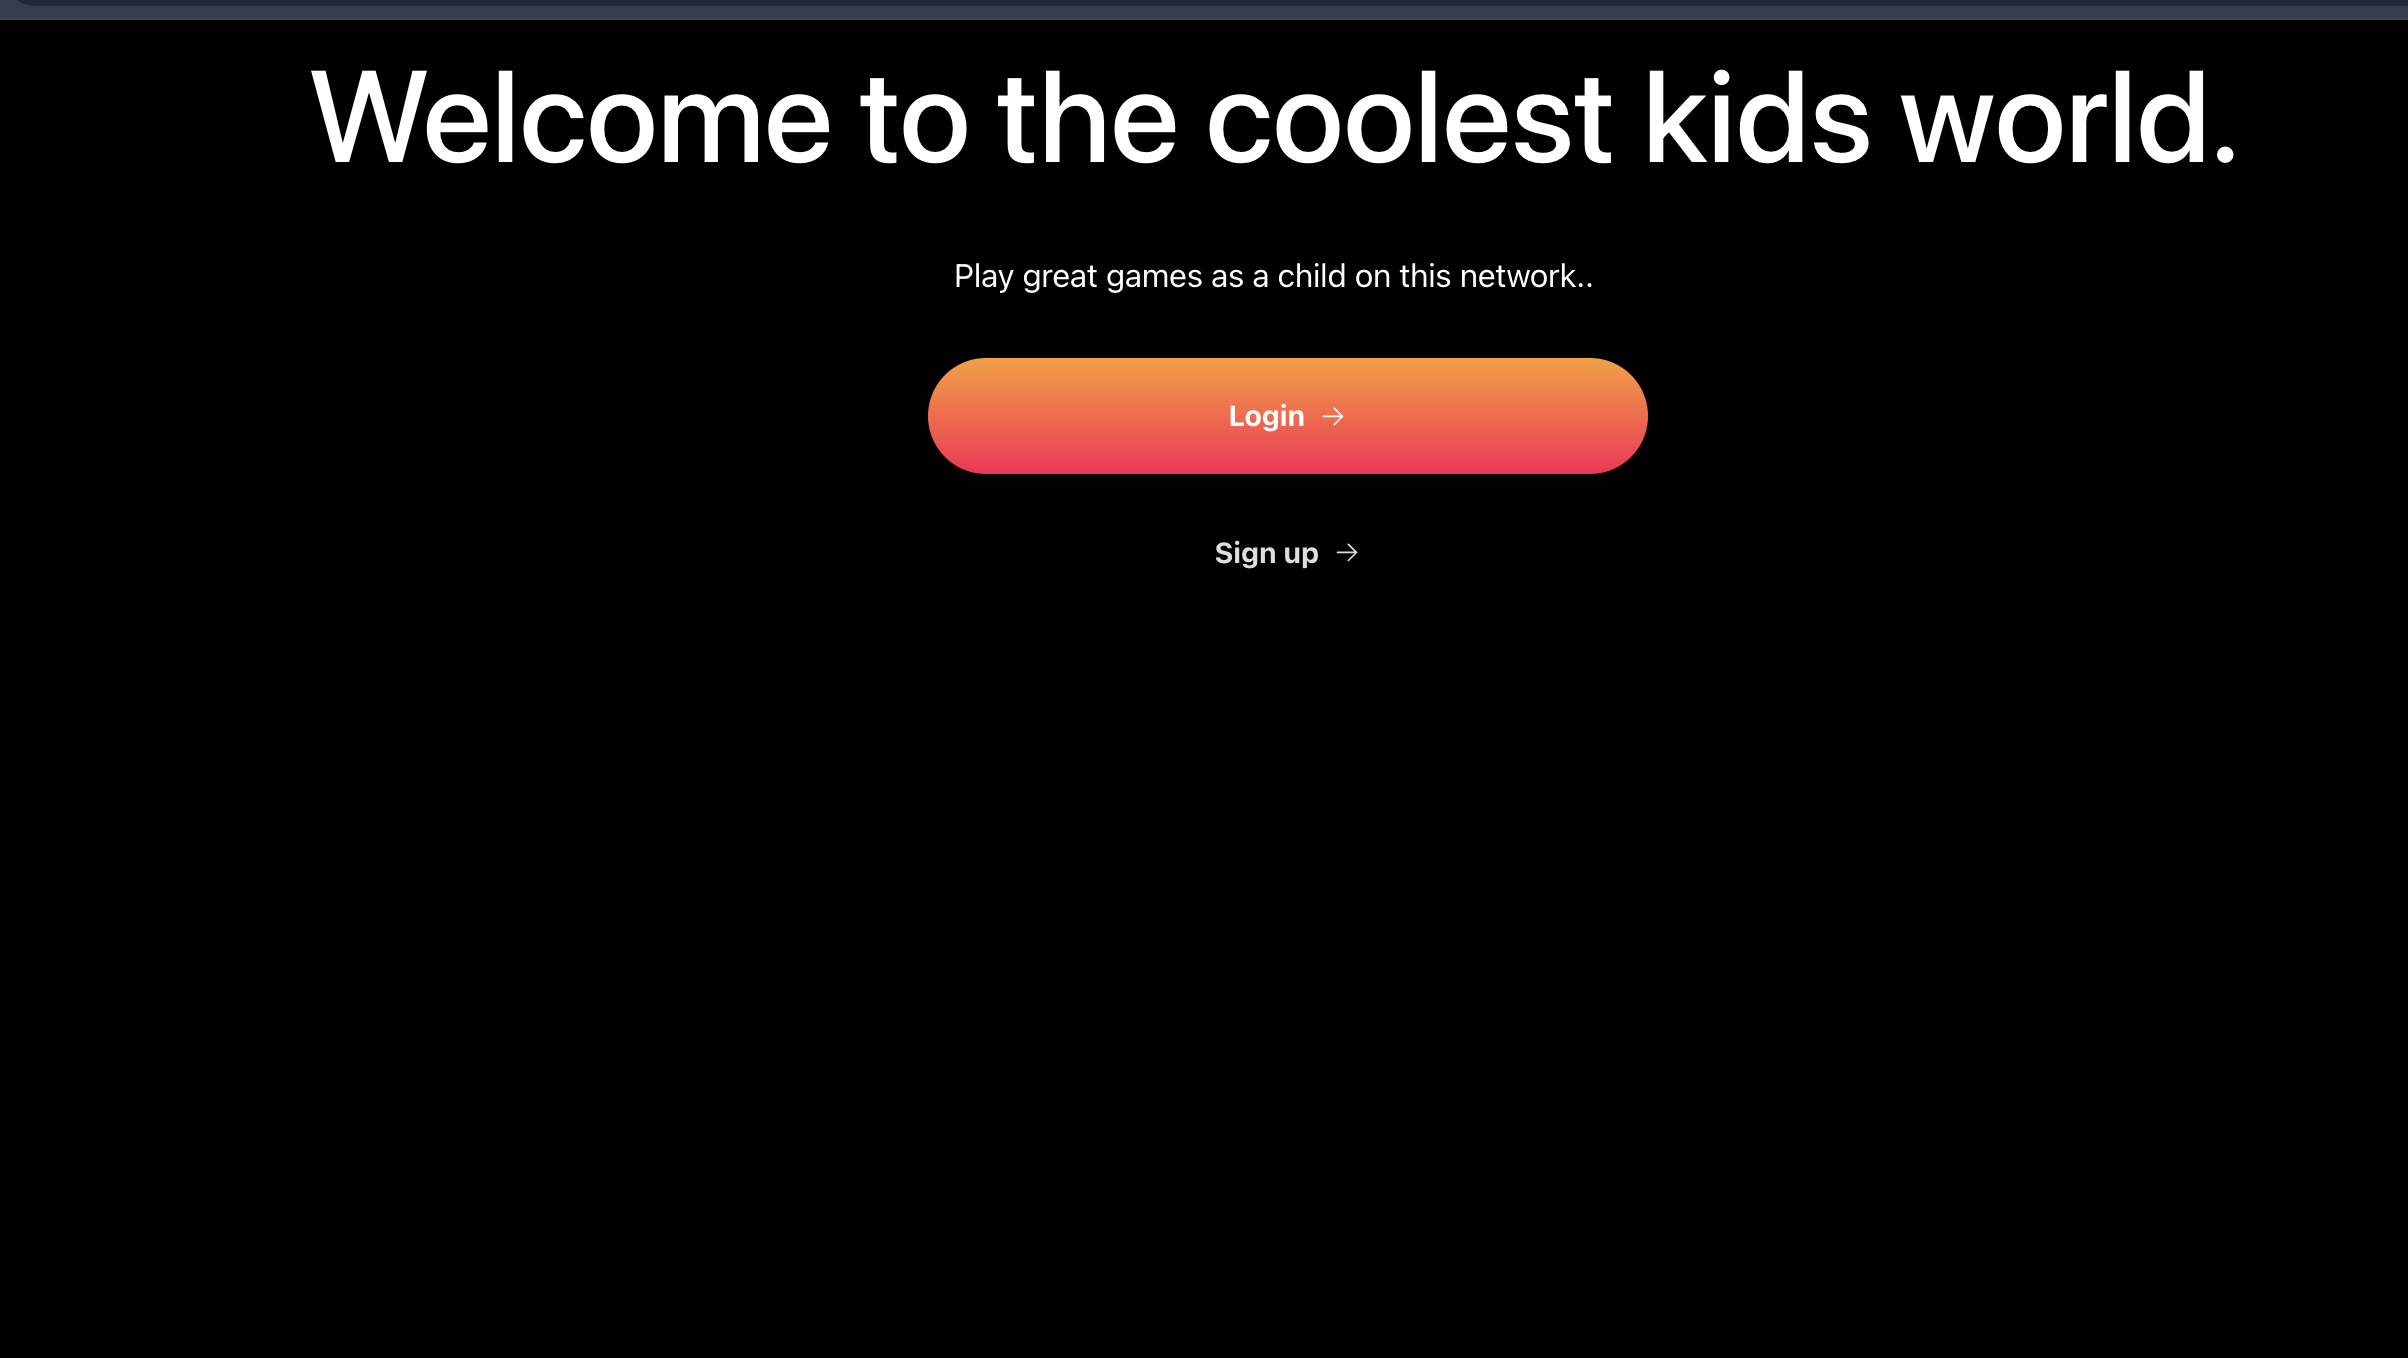 Welcome to the coolest kids world.
Play great games as a child on this network..
Login →
Sign up →